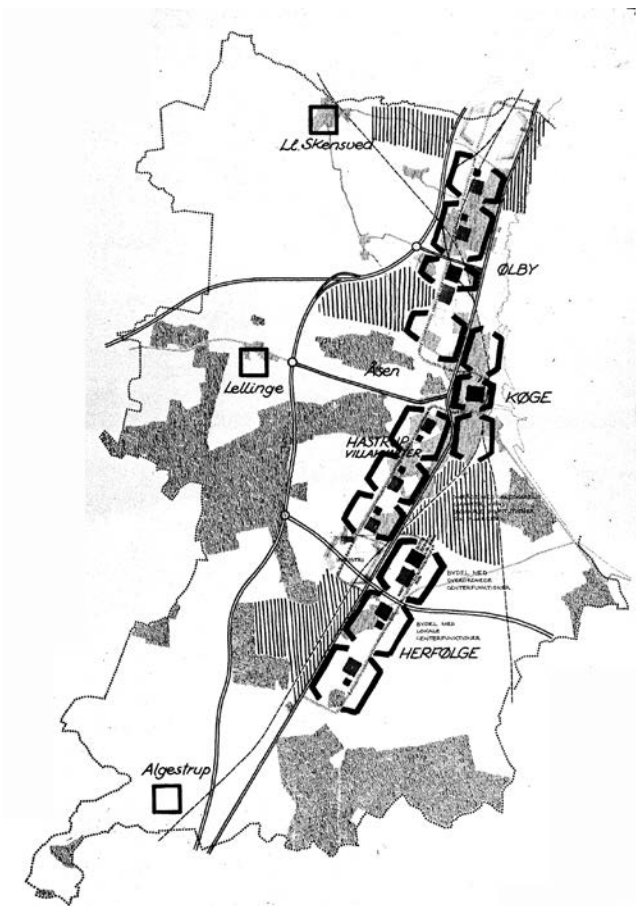 Ll. Skensved
ØLBY
Åsen
Lellinge
KØGE
HASTRUP
VILLAKVARTER
BYDEL MED
OVERORDNEDE
CENTERFUNKTIONER
BYDEL MED
LOKALE
CENTERFUNKTIONER
HERFØLGE
Algestrup